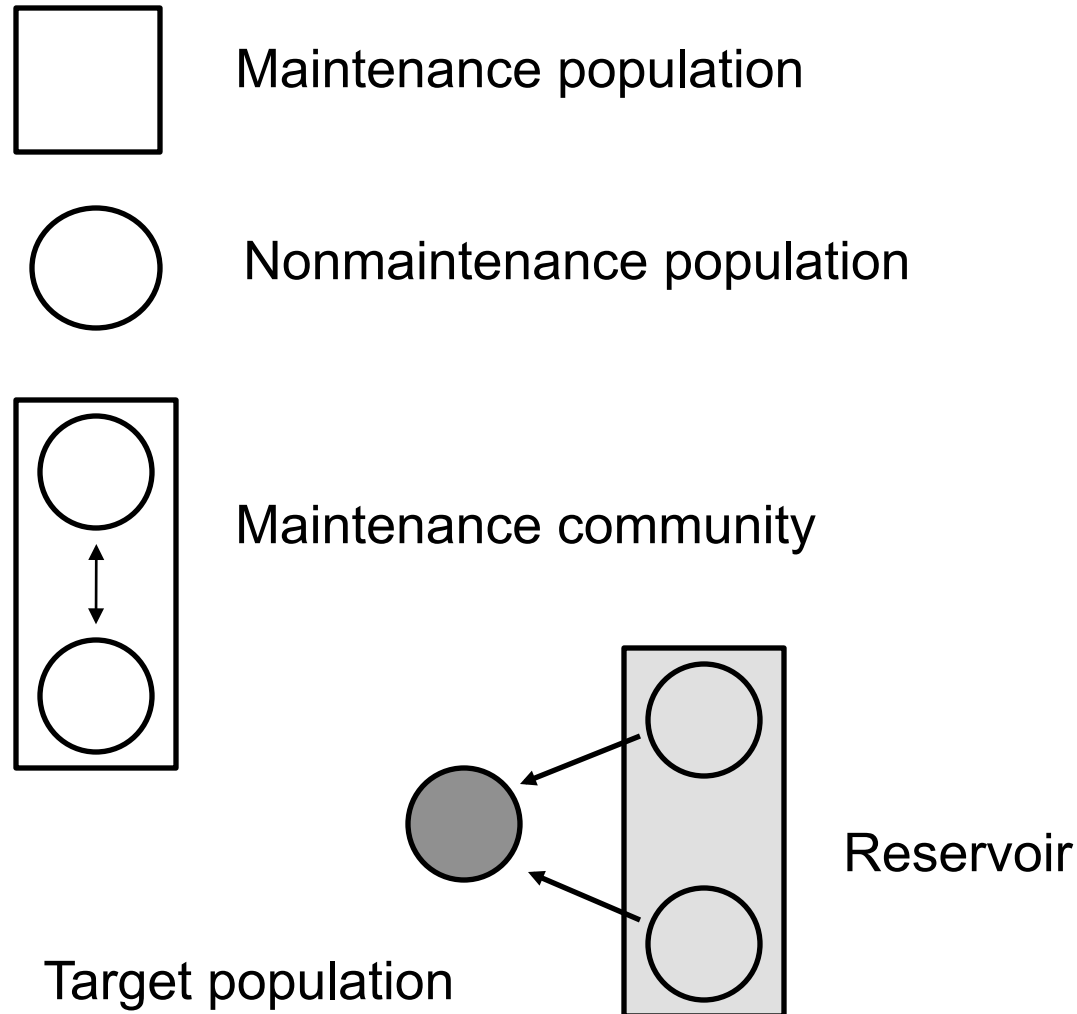 Maintenance population
Nonmaintenance population
Maintenance community
Reservoir
Target population